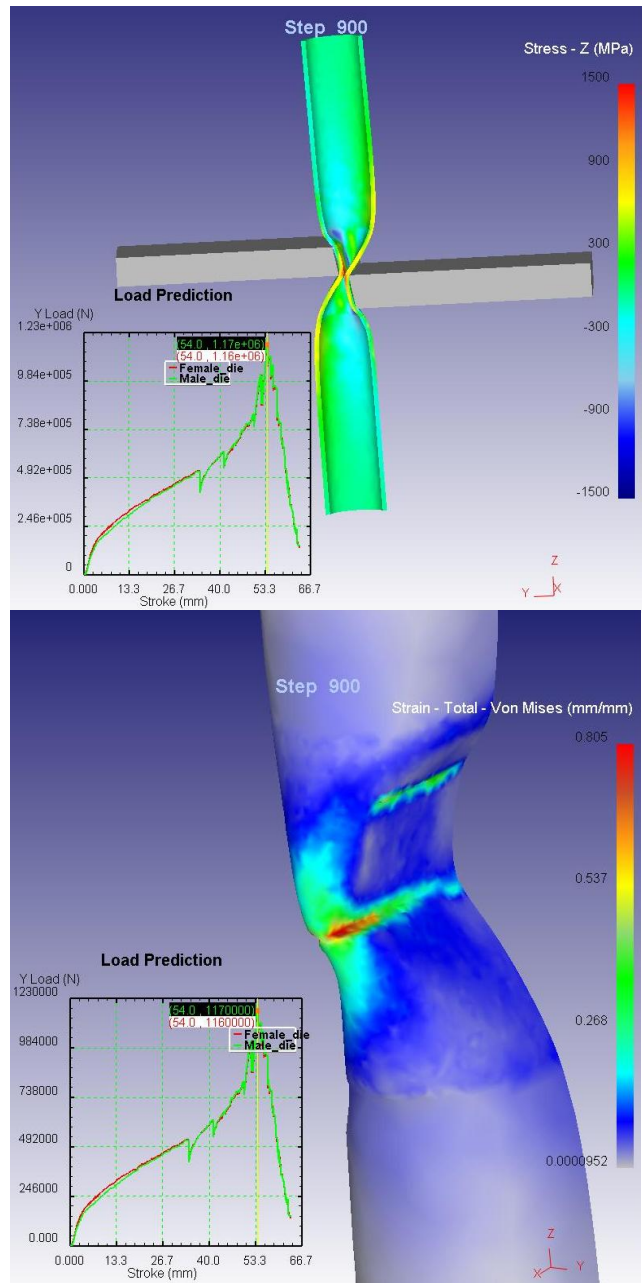 Step 900
Stress - Z (MPa)
1500
900
300
-300
-900
-1500
Load Prediction
Y Load (N)
1.23e+06
9.84e+05
7.38e+05
4.92e+05
2.46e+05
0
(54.0 , 1.17e+06)
(54.0 , 1.16e+06)
Female_die
Male_die
0.000 13.3 26.7 40.0 53.3 66.7
Stroke (mm)
Z
Y X
Step 900
Strain - Total - Von Mises (mm/mm)
0.805
0.537
0.268
0.0000952
Load Prediction
Y Load (N)
1230000
984000
738000
492000
246000
0.000
(54.0 , 1170000)
(54.0 , 1160000)
Female_die
Male_die
0.000 13.3 26.7 40.0 53.3 66.7
Stroke (mm)
Z
X Y